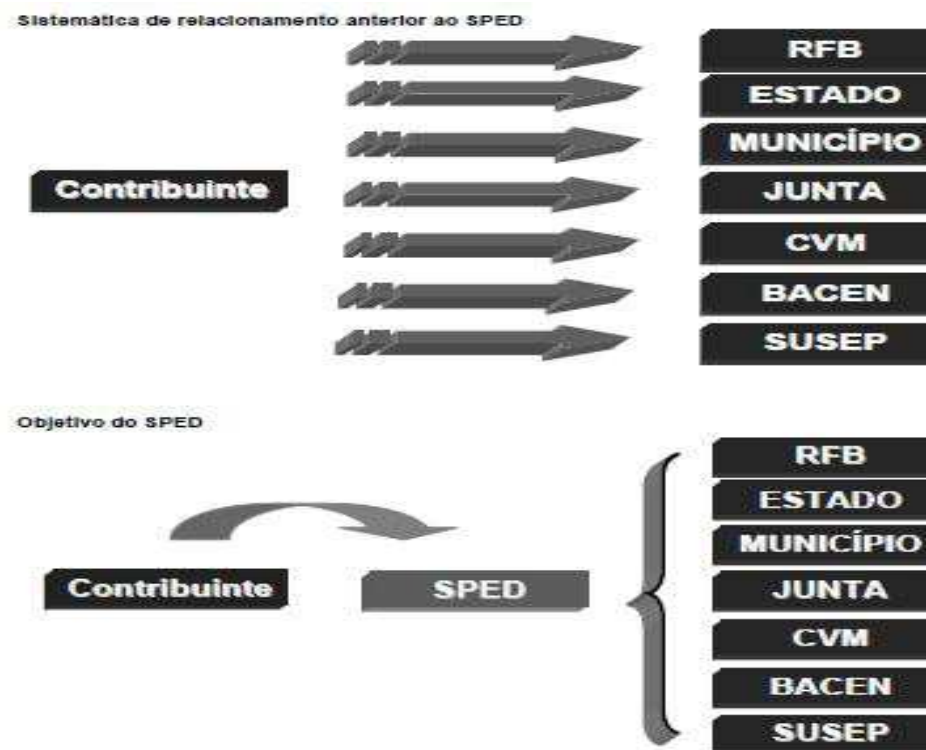 Sistemática de relacionamento anterior ao SPED
RFB
ESTADO
MUNICÍPIO
Contribuinte
JUNTA
CVM
BACEN
SUSEP
Objetivo do SPED
RFB
ESTADO
MUNICÍPIO
Contribuinte
SPED
JUNTA
CVM
BACEN
SUSEP